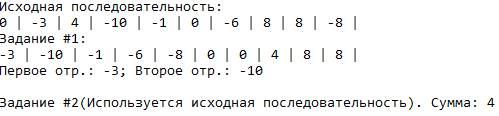 Исходная последовательность:
0 | -3 | 4 | -10 | -1 | 0 | -6 | 8 | 8 | -8 |
Задание #1:
-3 | -10 | -1 | -6 | -8 | 0 | 0 | 4 | 8 | 8 |
Первое отр.: -3; Второе отр.: -10
Задание #2(Используется исходная последовательность). Сумма: 4